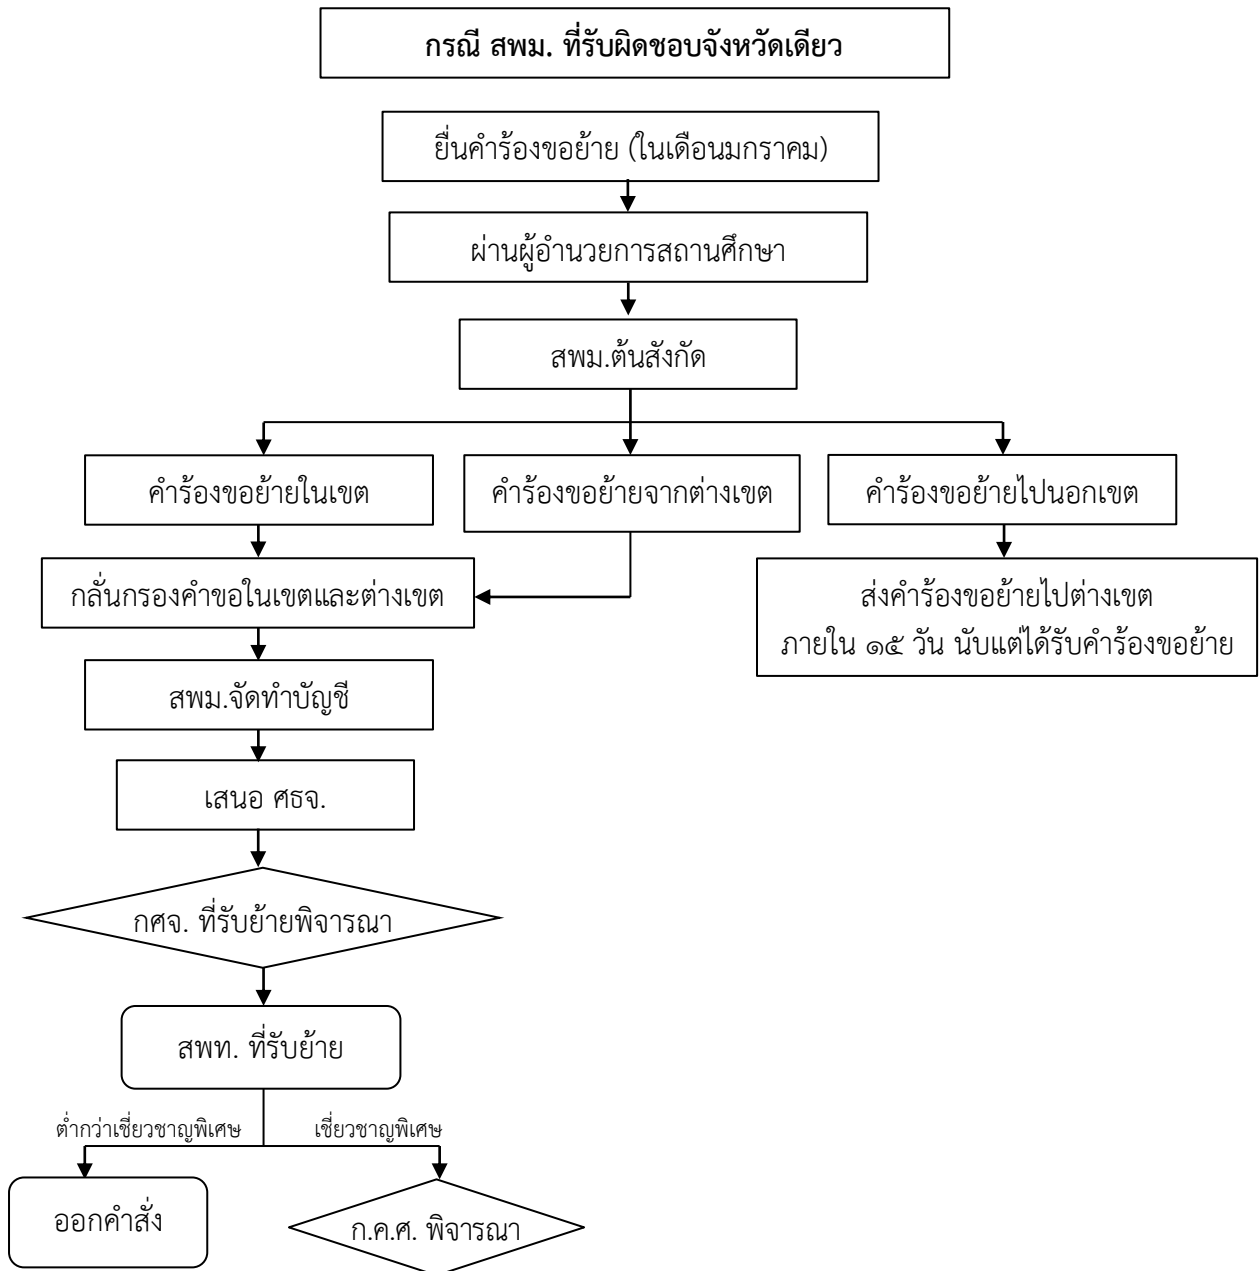 กรณี สพม. ที่รับผิดชอบจังหวัดเดียว
ยื่นคำร้องขอย้าย (ในเดือนมกราคม)
ผ่านผู้อำนวยการสถานศึกษา
สพม.ต้นสังกัด
คำร้องขอย้ายในเขต
คำร้องขอย้ายจากต่างเขต
คำร้องขอย้ายไปนอกเขต
กลั่นกรองคำขอในเขตและต่างเขต
ส่งคำร้องขอย้ายไปต่างเขต
ภายใน ๑๕ วัน นับแต่ได้รับคำร้องขอย้าย
สพม.จัดทำบัญชี
เสนอ ศธจ.
กศจ. ที่รับย้ายพิจารณา
สพท. ที่รับย้าย
ต่ำกว่าเชี่ยวชาญพิเศษ
เชี่ยวชาญพิเศษ
ออกคำสั่ง
ก.ค.ศ. พิจารณา